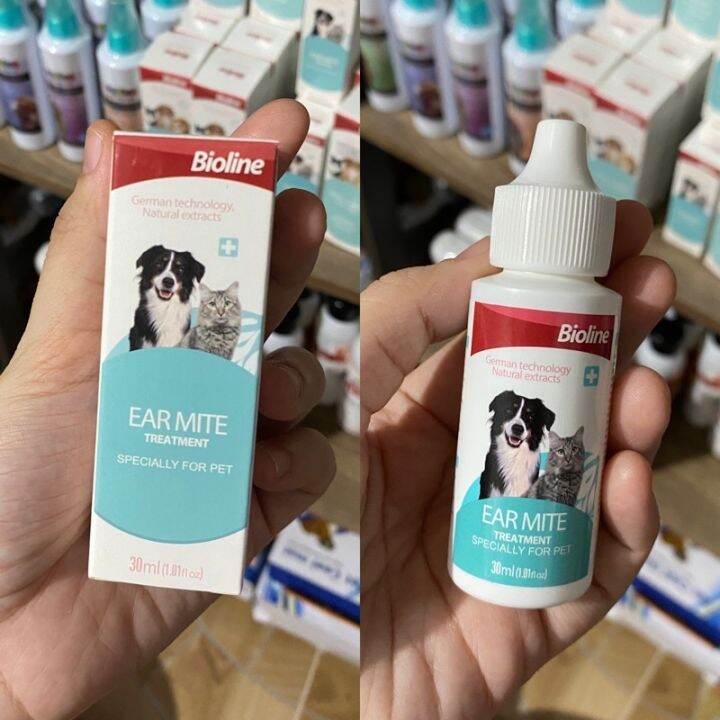 Bioline
German technology,
Natural extracts
EAR MITE
TREATMENT
SPECIALLY FOR PET
30ml (1.01fl oz)
Bioline
German technology
Natural extracts
EAR MITE
TREATMENT
SPECIALLY FOR PET
30ml (1.01fl oz)